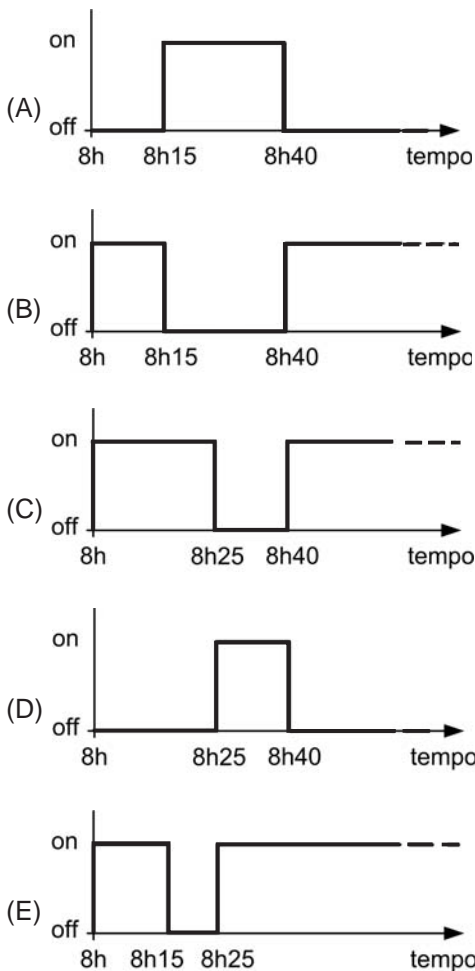 on
(A)
off
8h 8h15 8h40 tempo
on
(B)
off
8h 8h15 8h40 tempo
on
(C)
off
8h 8h25 8h40 tempo
on
(D)
off
8h 8h25 8h40 tempo
on
(E)
off
8h 8h15 8h25 tempo